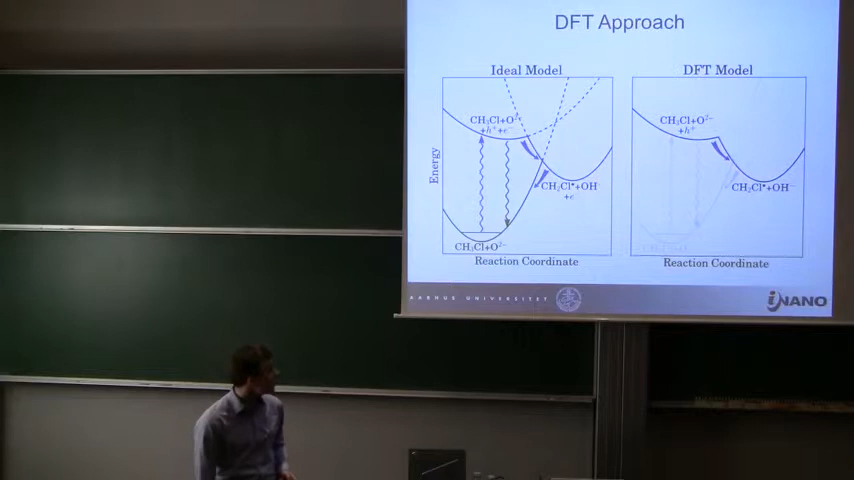 DFT Approach
Ideal Model
CH₃Cl+O²⁻
+h⁺+e⁻
Energy
CH₂Cl•+OH⁻
+e
CH₃Cl+O²⁻
Reaction Coordinate
DFT Model
CH₃Cl+O²⁻
+h⁺
CH₂Cl•+OH⁻
Reaction Coordinate
AARHUS UNIVERSITET
iNANO